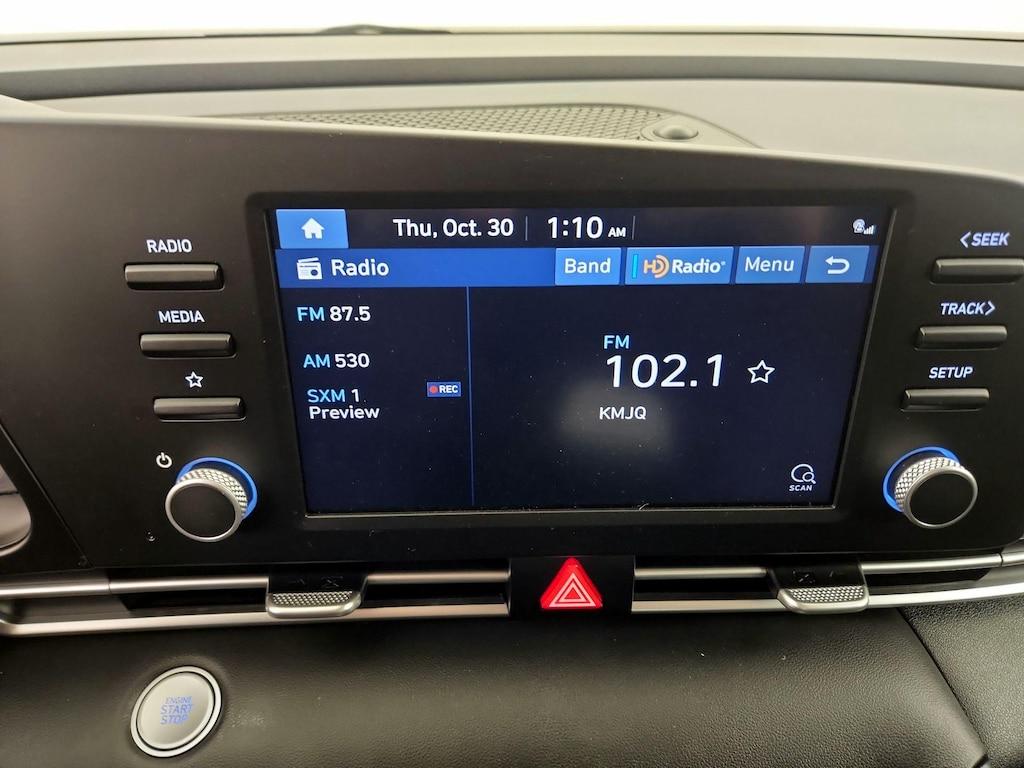 Thu, Oct. 30 1:10 AM
RADIO
MEDIA
Radio
Band
HD Radio
Menu
FM 87.5
AM 530
SXM 1
Preview
REC
FM
102.1
KMJQ
SCAN
<SEEK
TRACK>
SETUP
ENGINE
START
STOP